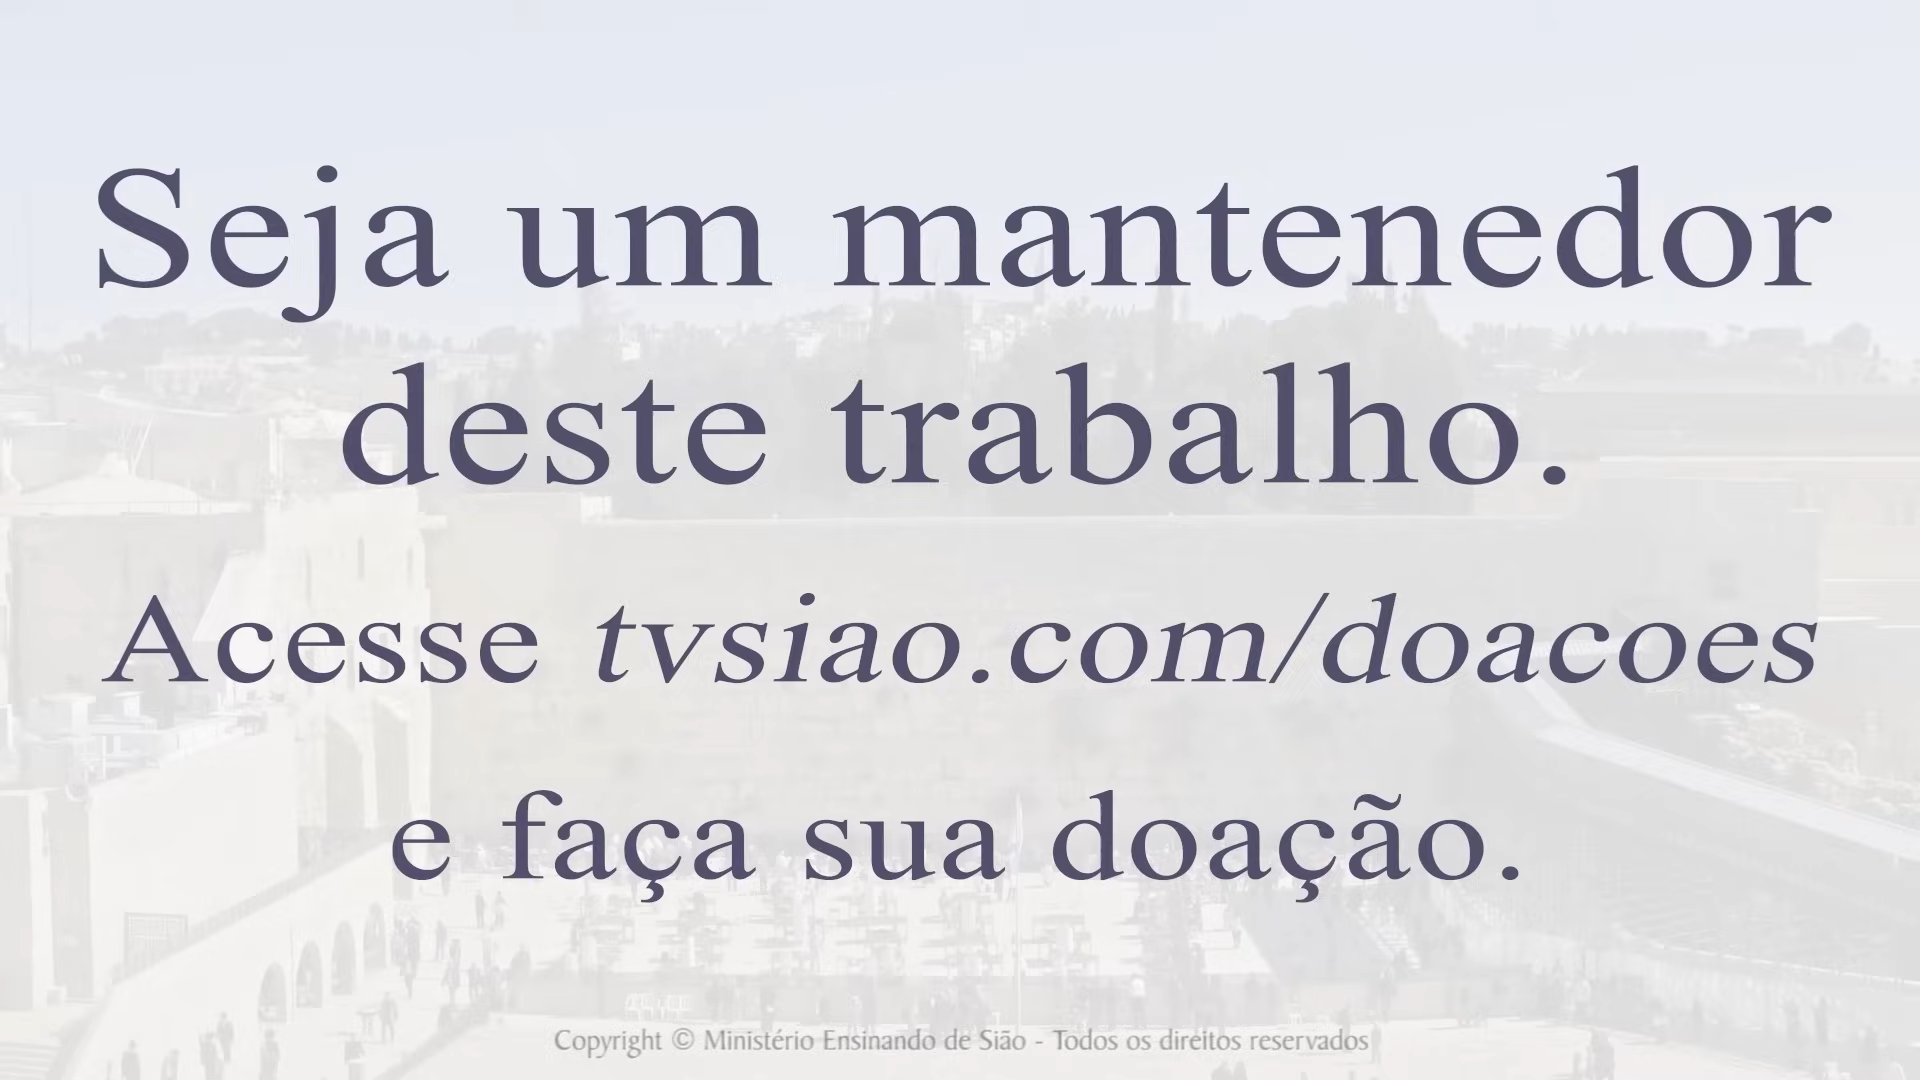 Seja um mantenedor
deste trabalho.
Acesse tvsiao.com/doacoes
e faça sua doação.
Copyright © Ministério Ensinando de Sião - Todos os direitos reservados